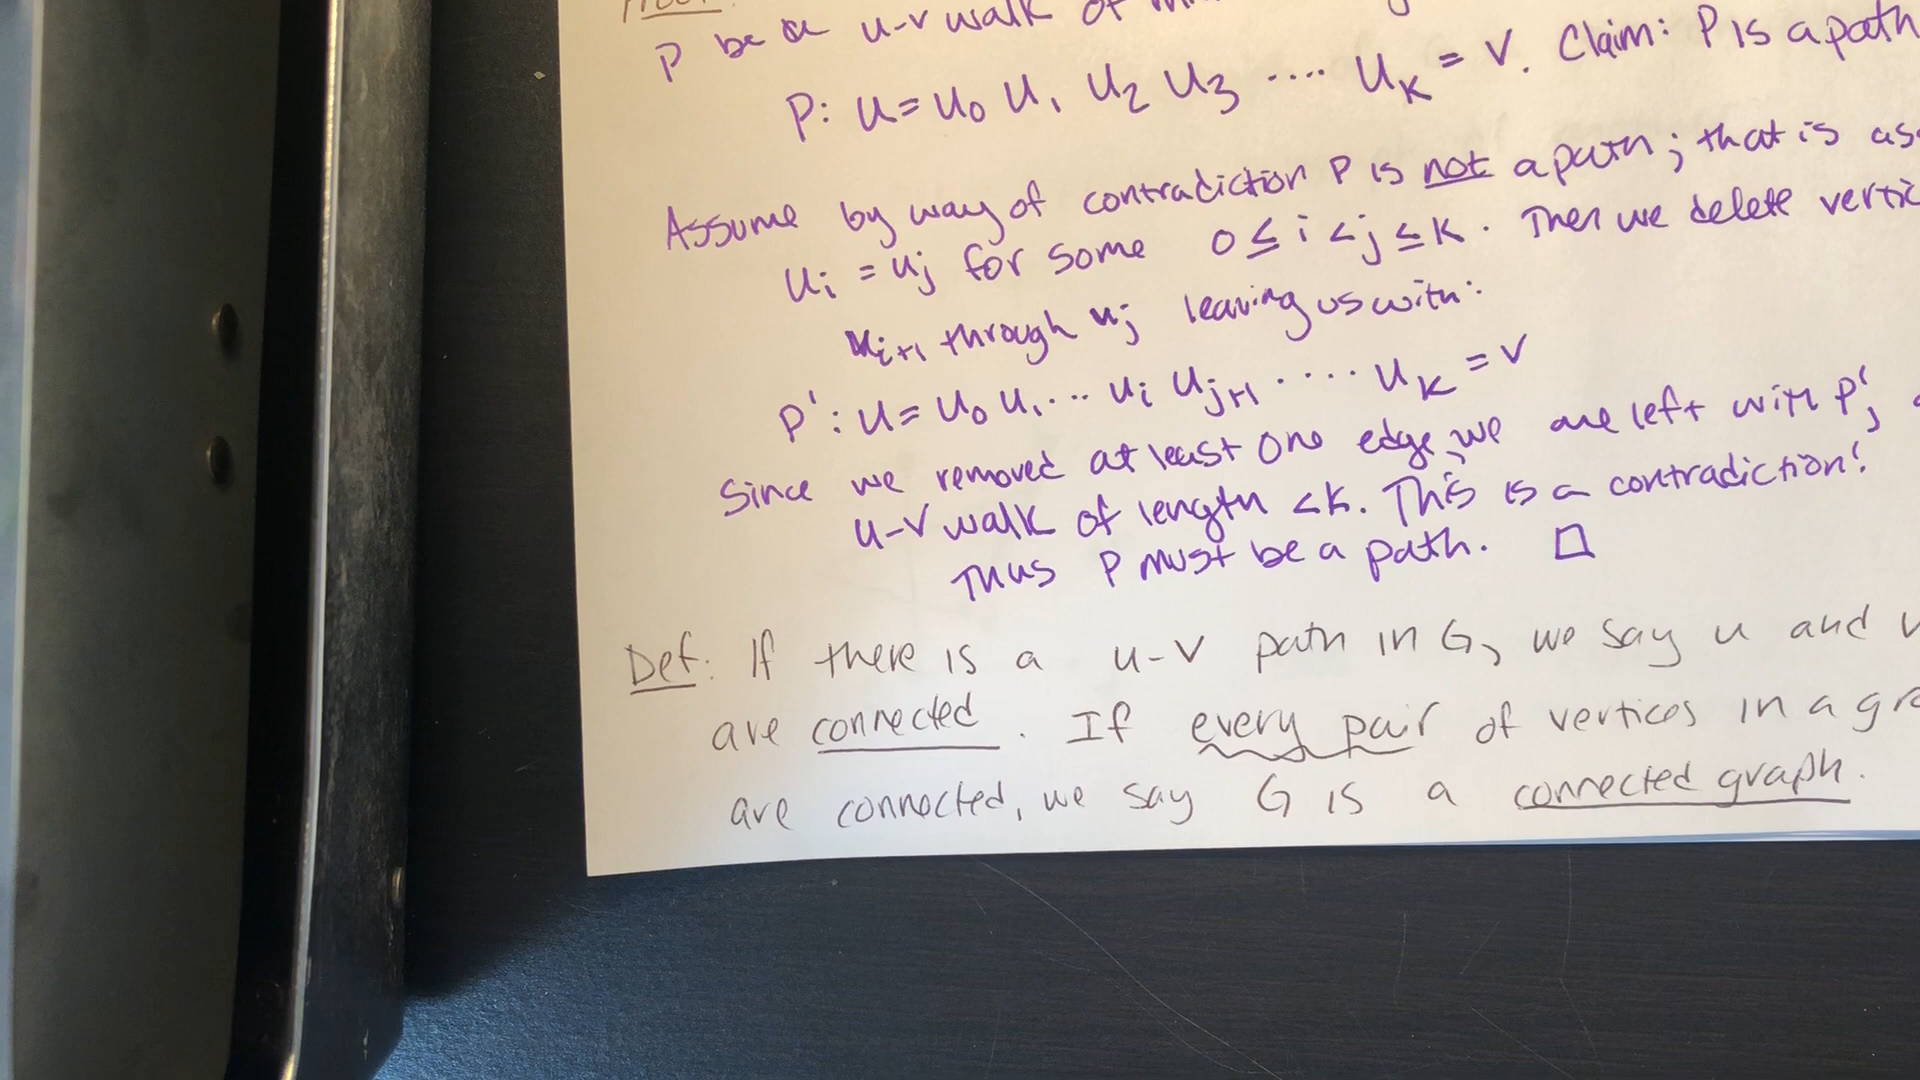 Proof:
P be a u-v walk of
P: u = u₀ u₁ u₂ u₃ .... uₖ = v. Claim: P is a path
Assume by way of contradiction P is not a path; that is
uᵢ = uⱼ for some 0 ≤ i < j ≤ k. Then we delete
uᵢ₊₁ through uⱼ leaving us with:
P': u = u₀ u₁... uᵢ uⱼ₊₁ ..... uₖ = v
Since we removed at least one edge, we are left with P',
u-v walk of length <k. This is a contradiction!
Thus P must be a path. □
Def: If there is a u-v path in G, we say u and v
are connected. If every pair of vertices in a
are connected, we say G is a connected graph.